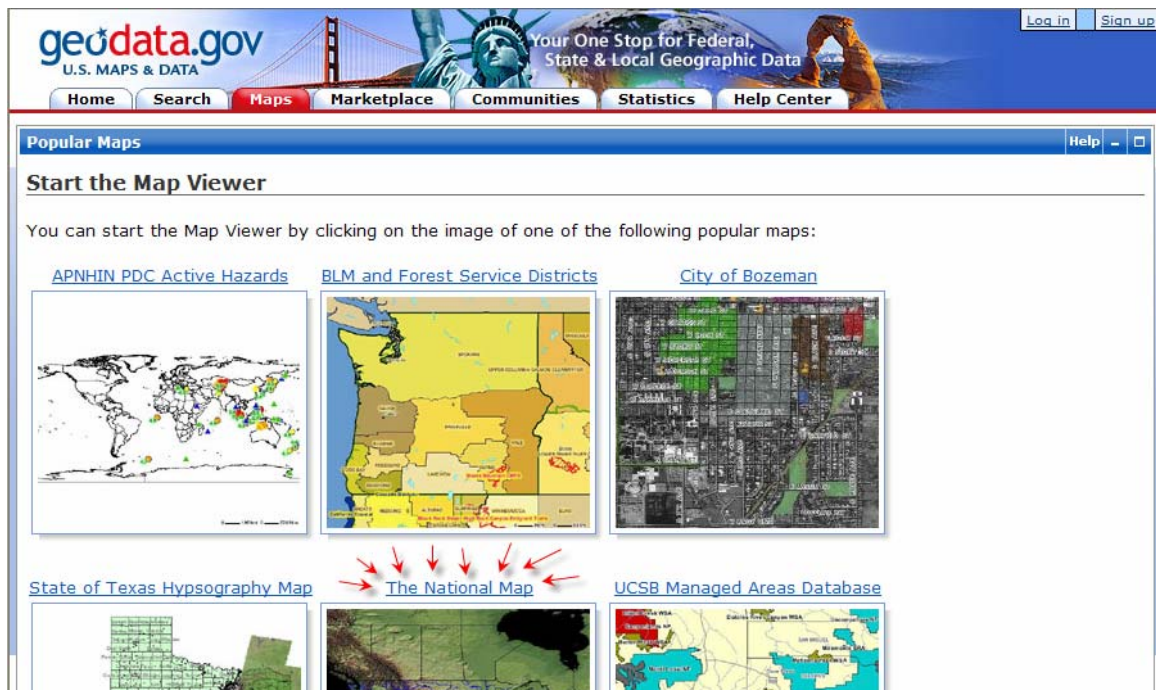 Log in Sign up
geodata.gov
U.S. MAPS & DATA
Your One Stop for Federal,
State & Local Geographic Data
Home Search Maps Marketplace Communities Statistics Help Center
Popular Maps Help
Start the Map Viewer
You can start the Map Viewer by clicking on the image of one of the following popular maps:
APNHIN PDC Active Hazards BLM and Forest Service Districts City of Bozeman
State of Texas Hypsography Map The National Map UCSB Managed Areas Database